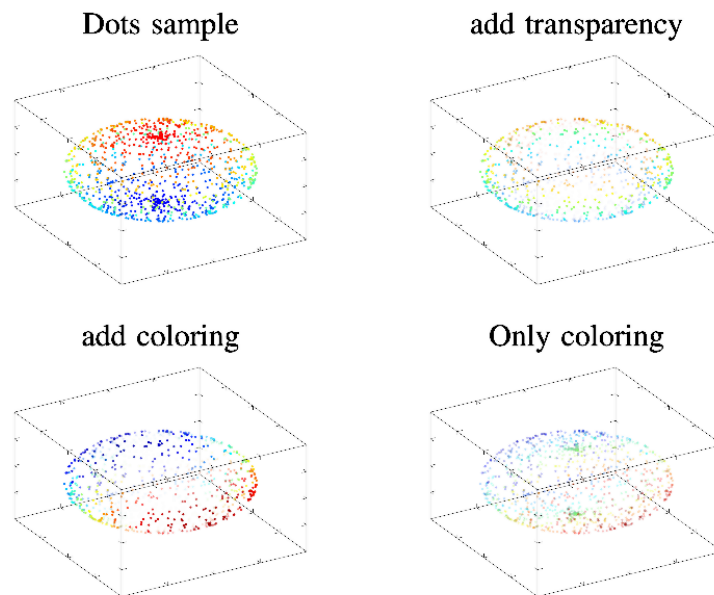 Dots sample
add transparency
add coloring
Only coloring